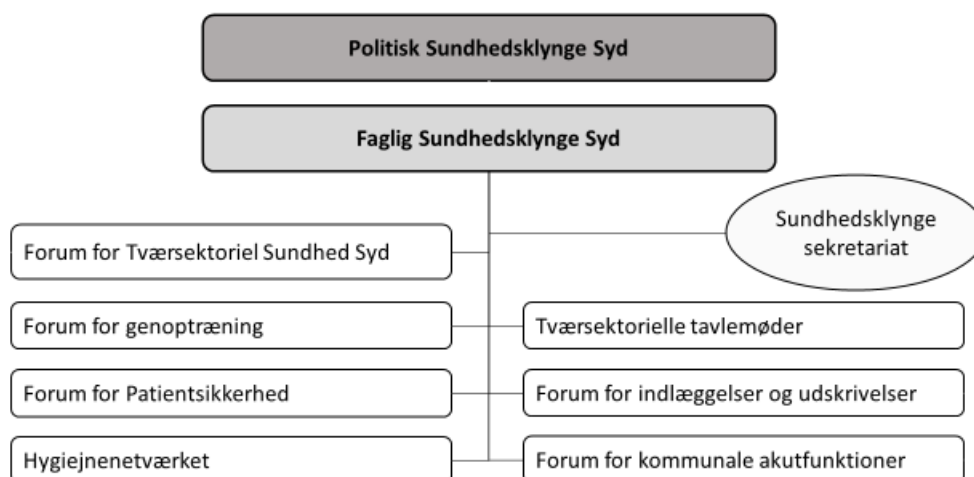 Politisk Sundhedsklynge Syd
Faglig Sundhedsklynge Syd
Sundhedsklynge
sekretariat
Forum for Tværsektoriel Sundhed Syd
Forum for genoptræning
Tværsektorielle tavlemøder
Forum for Patientsikkerhed
Forum for indlæggelser og udskrivelser
Hygiejnenetværket
Forum for kommunale akutfunktioner